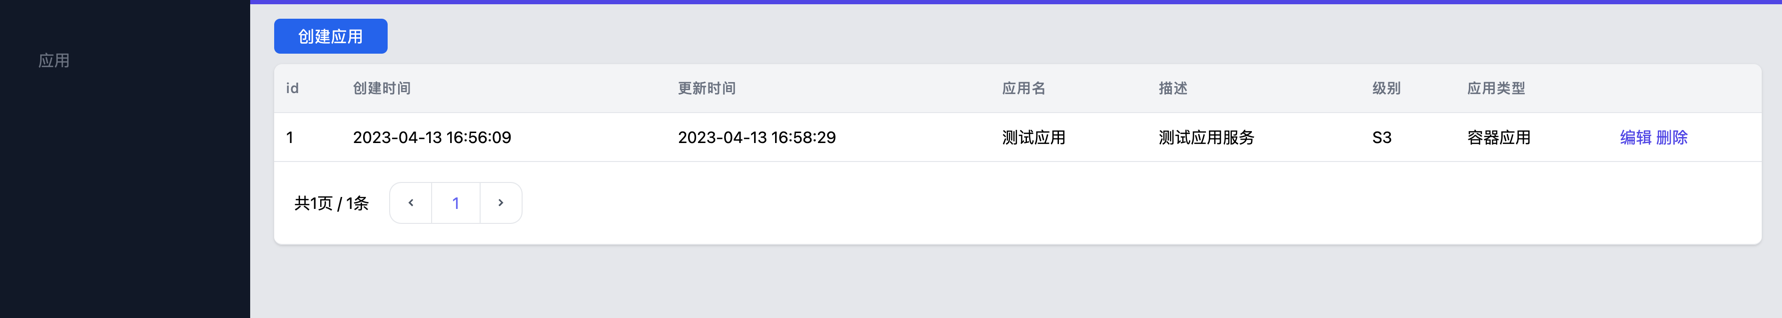 应用
创建应用
id 创建时间 更新时间 应用名 描述 级别 应用类型
1 2023-04-13 16:56:09 2023-04-13 16:58:29 测试应用 测试应用服务 S3 容器应用 编辑 删除
共1页 / 1条 ‹ 1 ›